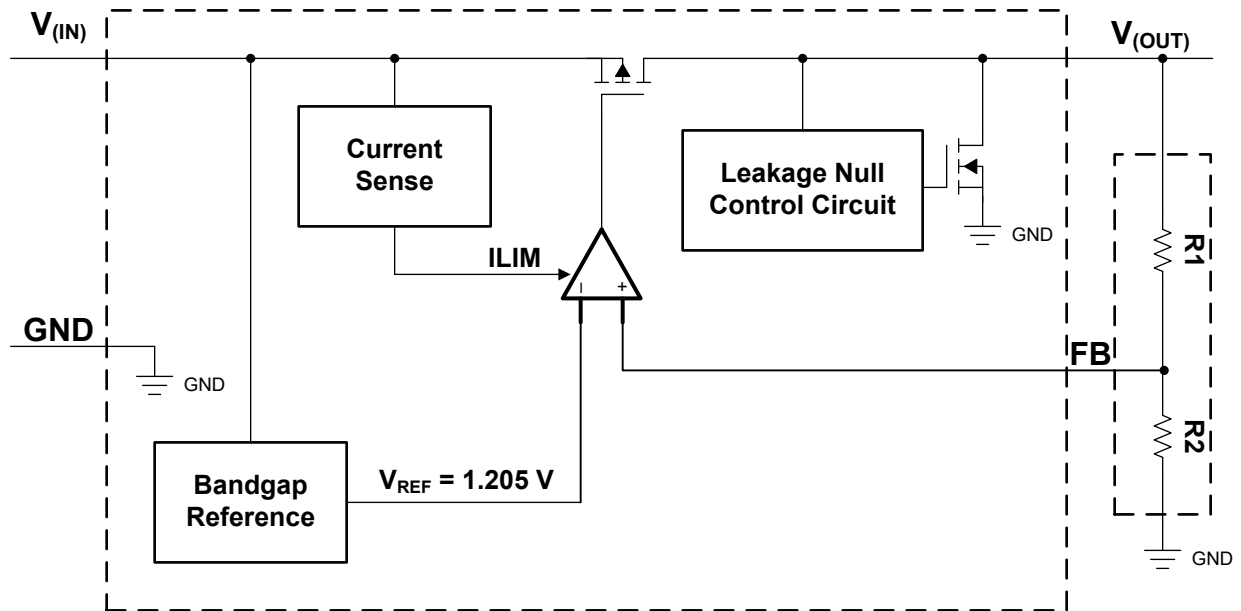 V(IN)
V(OUT)
Current
Sense
Leakage Null
Control Circuit
GND
R1
ILIM
- +
GND
GND
FB
R2
Bandgap
Reference
VREF = 1.205 V
GND